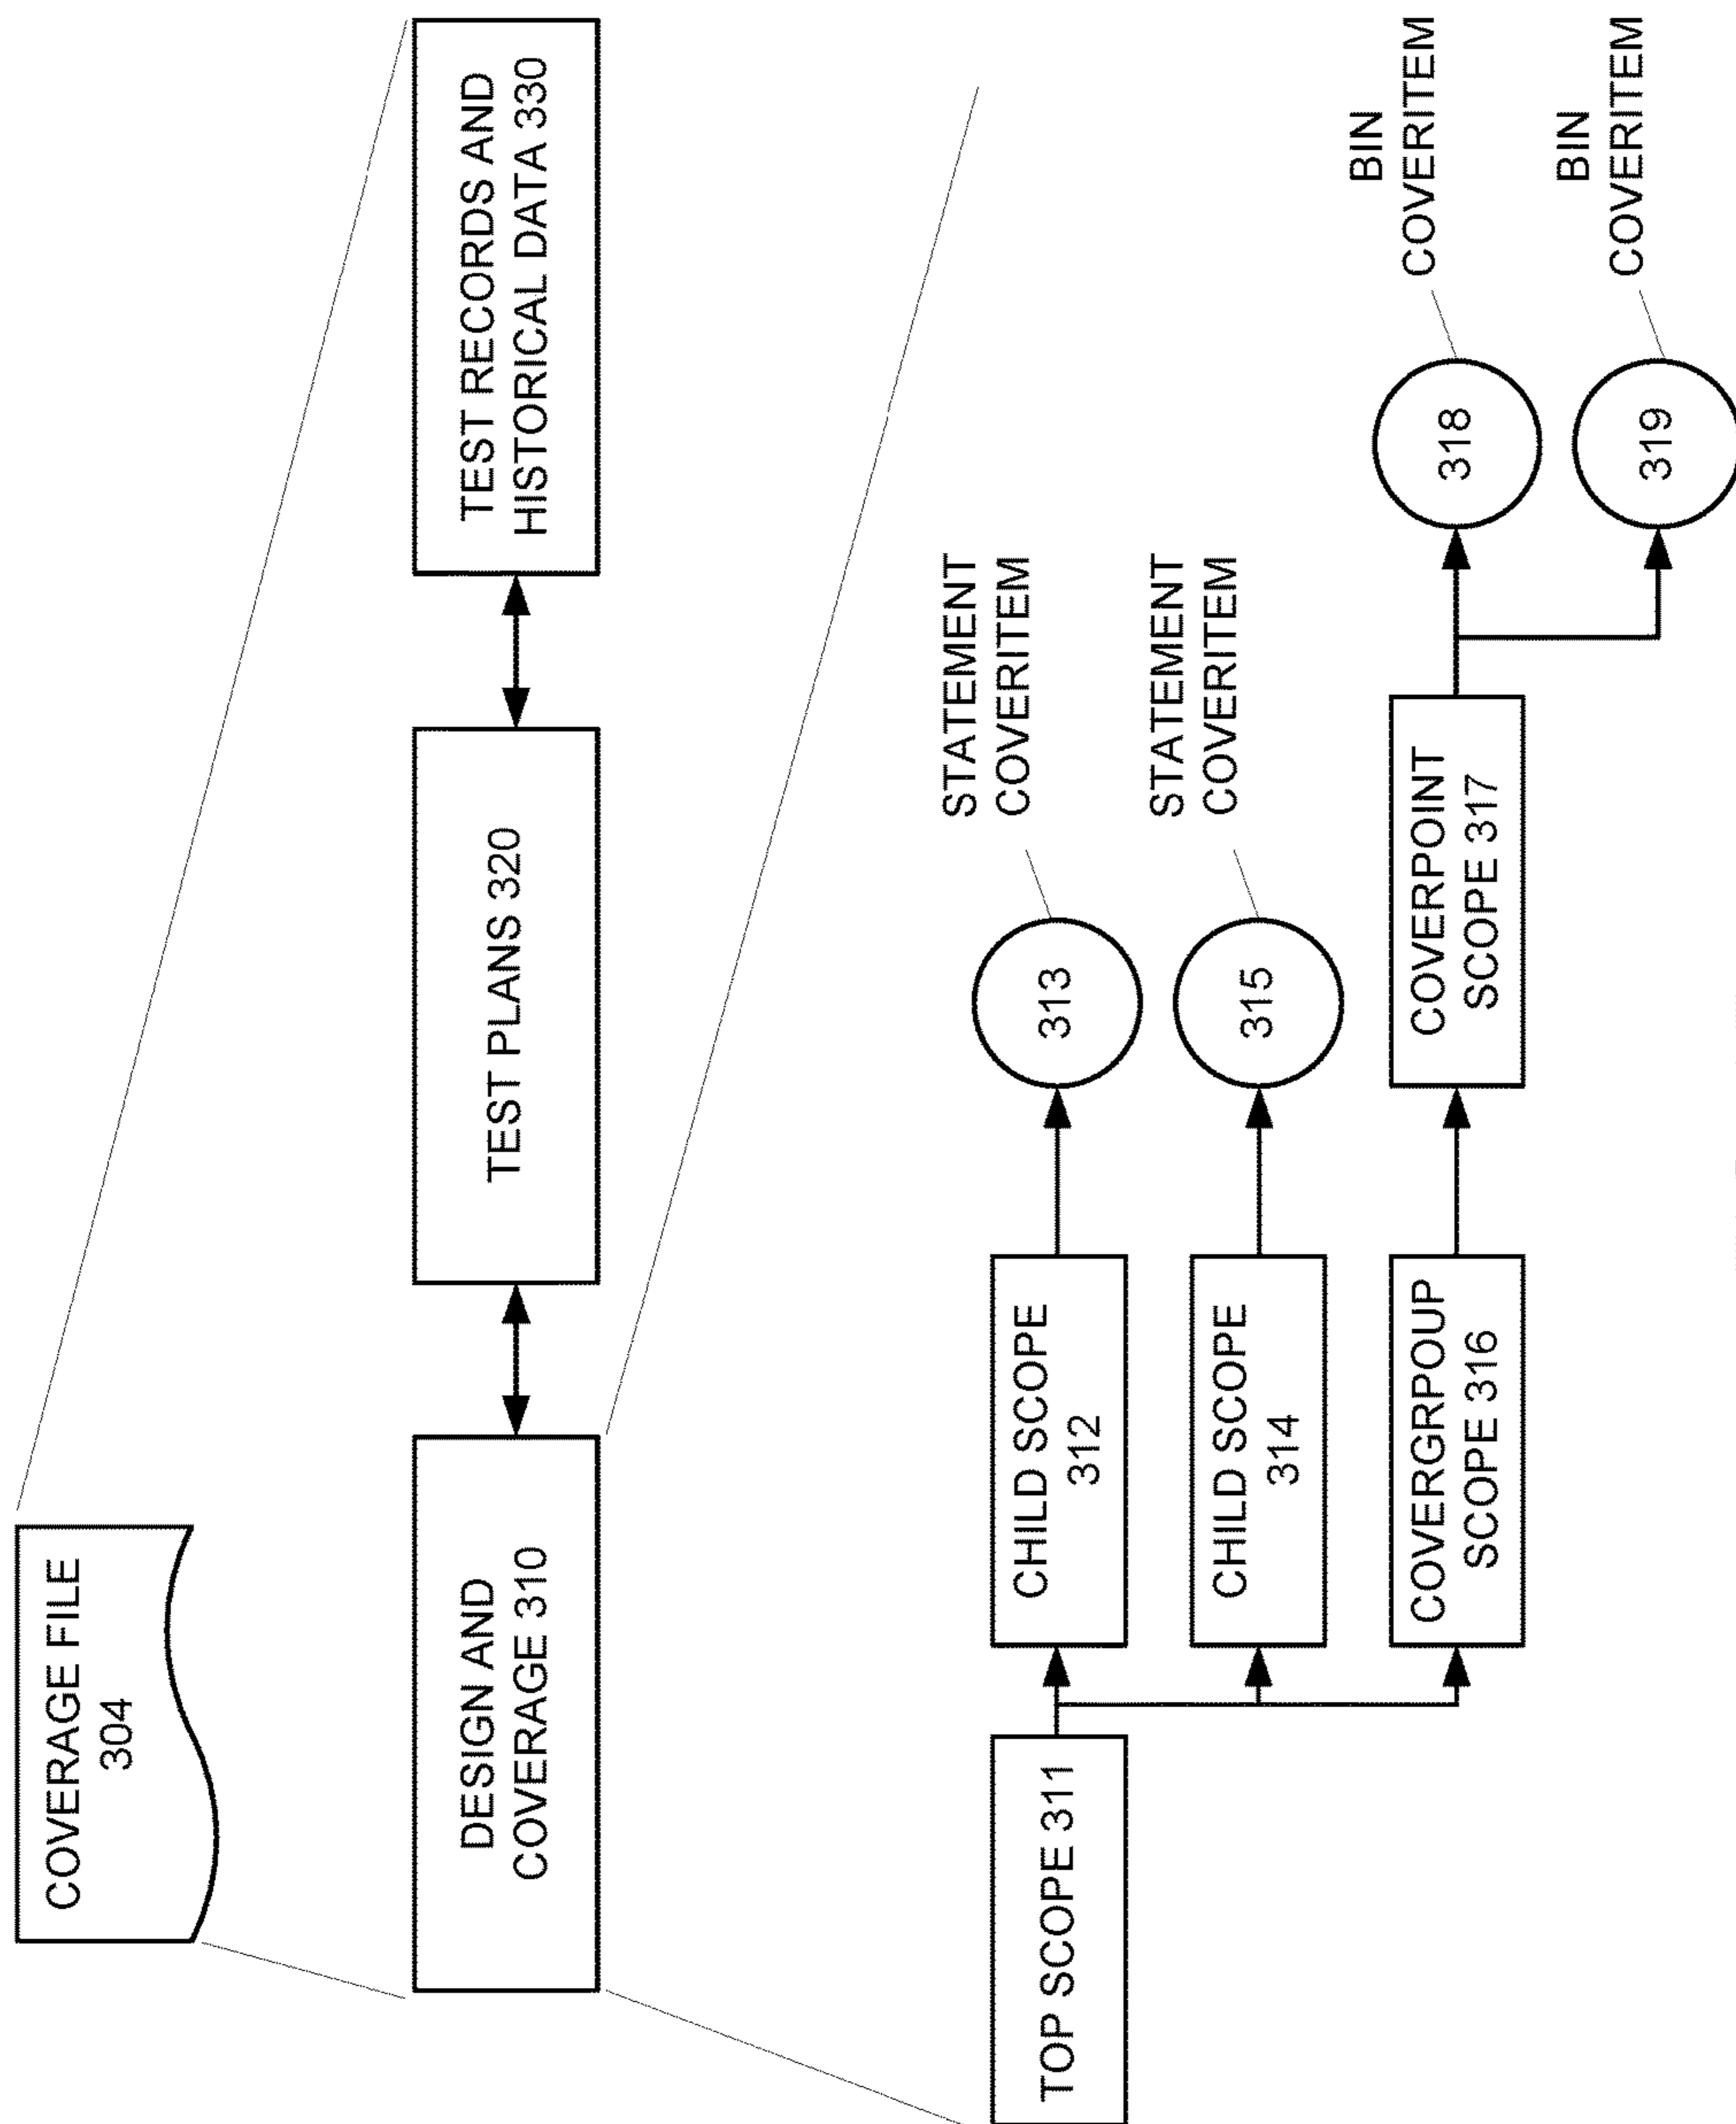 COVERAGE FILE
304
DESIGN AND
COVERAGE 310
TEST PLANS 320
TEST RECORDS AND
HISTORICAL DATA 330
TOP SCOPE 311
CHILD SCOPE
312
313
STATEMENT
COVERITEM
CHILD SCOPE
314
315
STATEMENT
COVERITEM
COVERGRPOUP
SCOPE 316
COVERPOINT
SCOPE 317
318
BIN
COVERITEM
319
BIN
COVERITEM